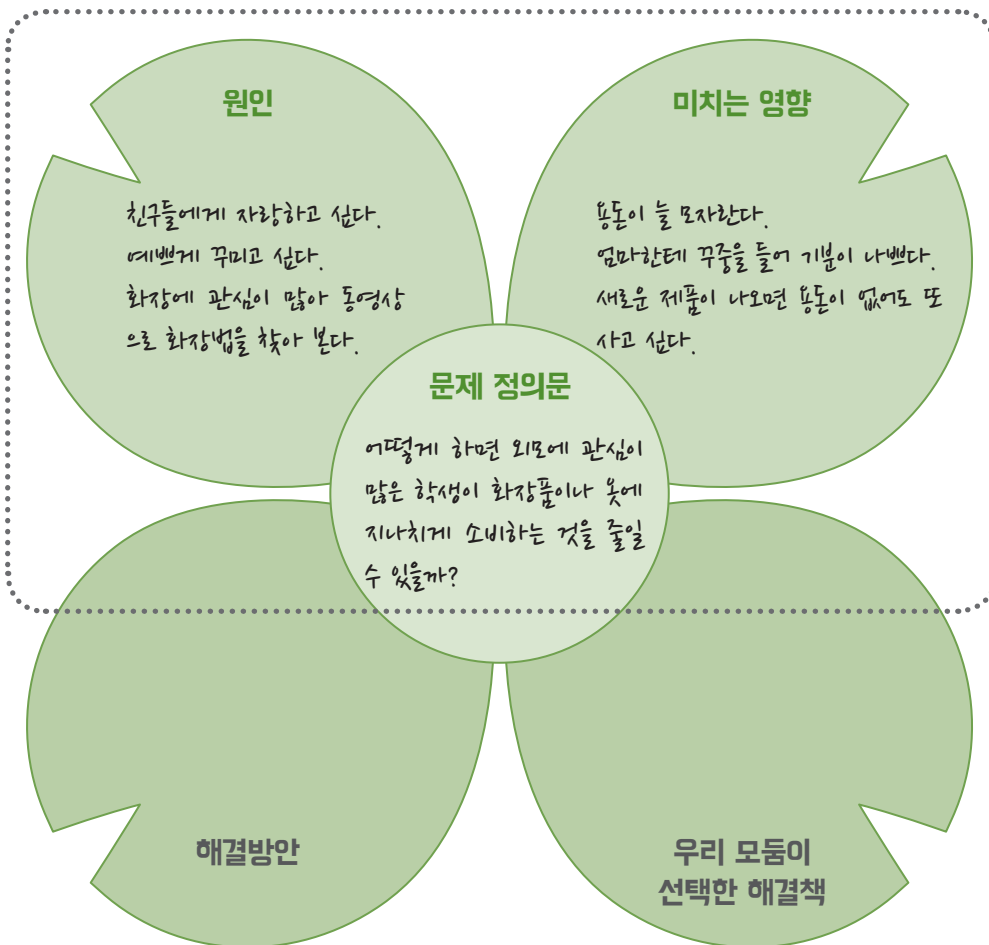 원인
친구들에게 자랑하고 싶다.
예쁘게 꾸미고 싶다.
화장에 관심이 많아 동영상
으로 화장법을 찾아 본다.
미치는 영향
용돈이 늘 모자란다.
엄마한테 꾸중을 들어 기분이 나쁘다.
새로운 제품이 나오면 용돈이 없어도 또
사고 싶다.
문제 정의문
어떻게 하면 외모에 관심이
많은 학생이 화장품이나 옷에
지나치게 소비하는 것을 줄일
수 있을까?
해결방안
우리 모둠이
선택한 해결책